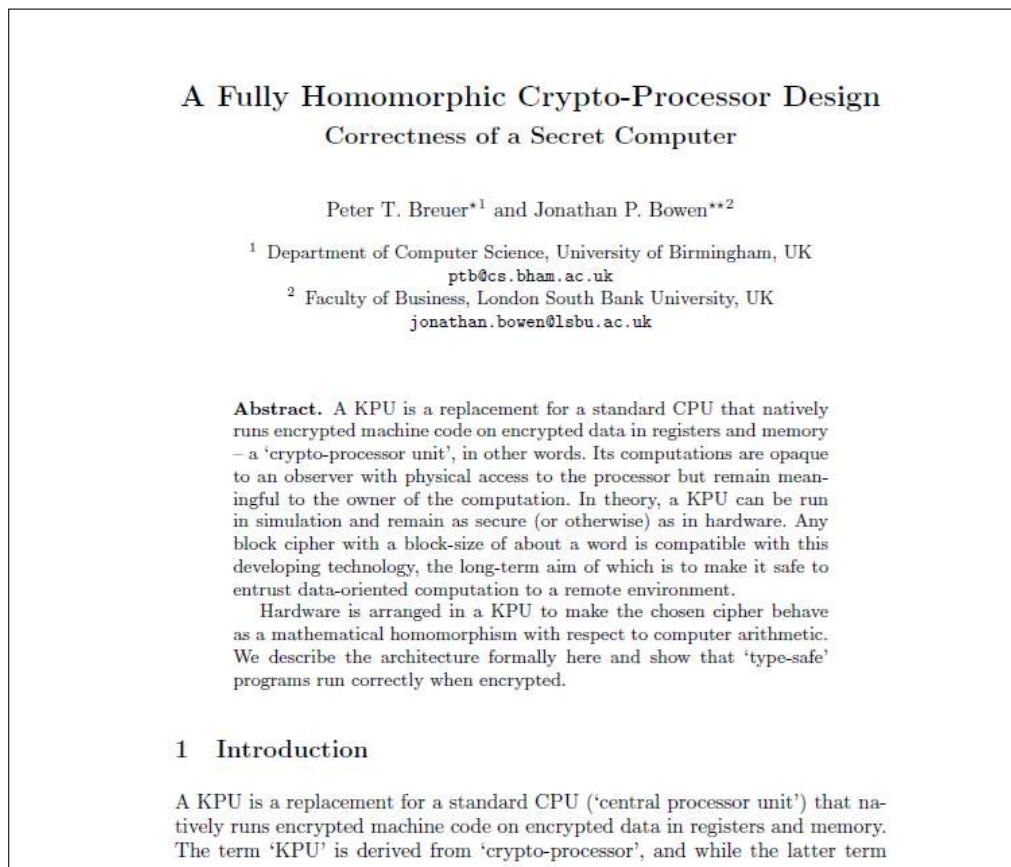 A Fully Homomorphic Crypto-Processor Design
Correctness of a Secret Computer
Peter T. Breuer⋆1 and Jonathan P. Bowen⋆⋆2
1 Department of Computer Science, University of Birmingham, UK
ptb@cs.bham.ac.uk
2 Faculty of Business, London South Bank University, UK
jonathan.bowen@lsbu.ac.uk
Abstract. A KPU is a replacement for a standard CPU that natively
runs encrypted machine code on encrypted data in registers and memory
– a ‘crypto-processor unit’, in other words. Its computations are opaque
to an observer with physical access to the processor but remain mean-
ingful to the owner of the computation. In theory, a KPU can be run
in simulation and remain as secure (or otherwise) as in hardware. Any
block cipher with a block-size of about a word is compatible with this
developing technology, the long-term aim of which is to make it safe to
entrust data-oriented computation to a remote environment.
Hardware is arranged in a KPU to make the chosen cipher behave
as a mathematical homomorphism with respect to computer arithmetic.
We describe the architecture formally here and show that ‘type-safe’
programs run correctly when encrypted.
1 Introduction
A KPU is a replacement for a standard CPU (‘central processor unit’) that na-
tively runs encrypted machine code on encrypted data in registers and memory.
The term ‘KPU’ is derived from ‘crypto-processor’, and while the latter term